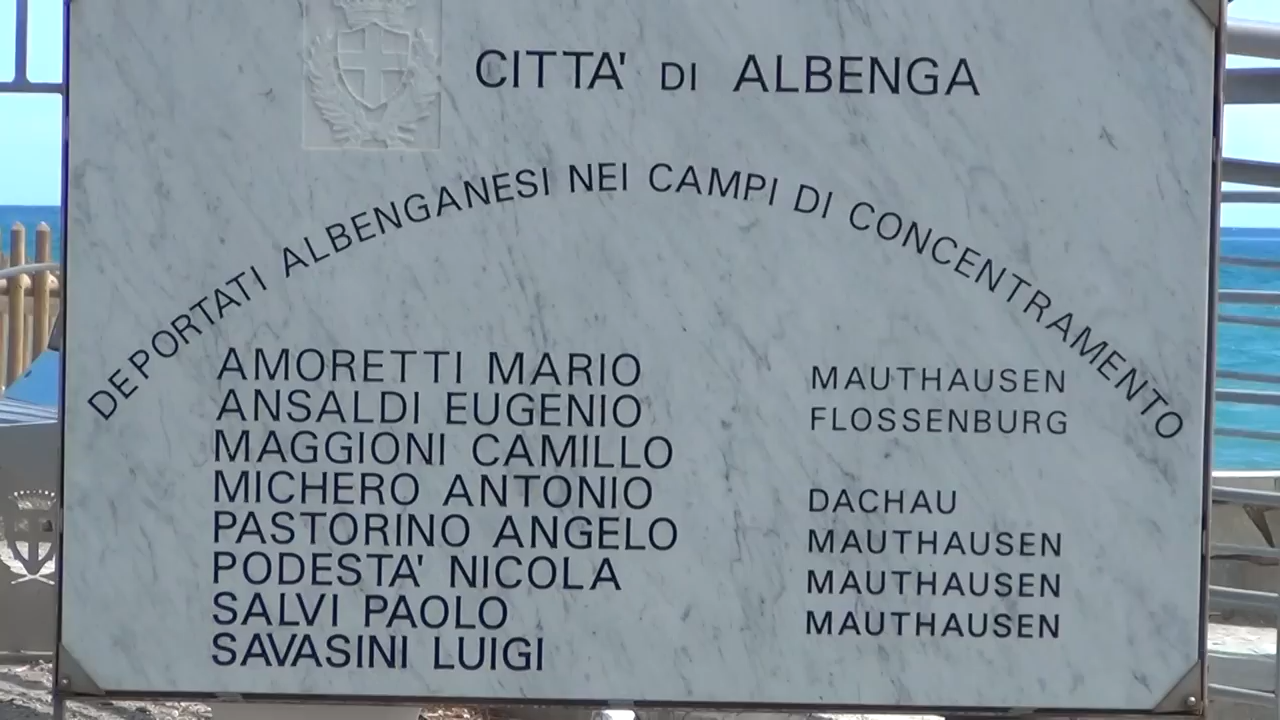 CITTA' DI ALBENGA
DEPORTATI ALBENGANESI NEI CAMPI DI CONCENTRAMENTO
AMORETTI MARIO MAUTHAUSEN
ANSALDI EUGENIO FLOSSENBURG
MAGGIONI CAMILLO
MICHERO ANTONIO DACHAU
PASTORINO ANGELO MAUTHAUSEN
PODESTA' NICOLA MAUTHAUSEN
SALVI PAOLO MAUTHAUSEN
SAVASINI LUIGI